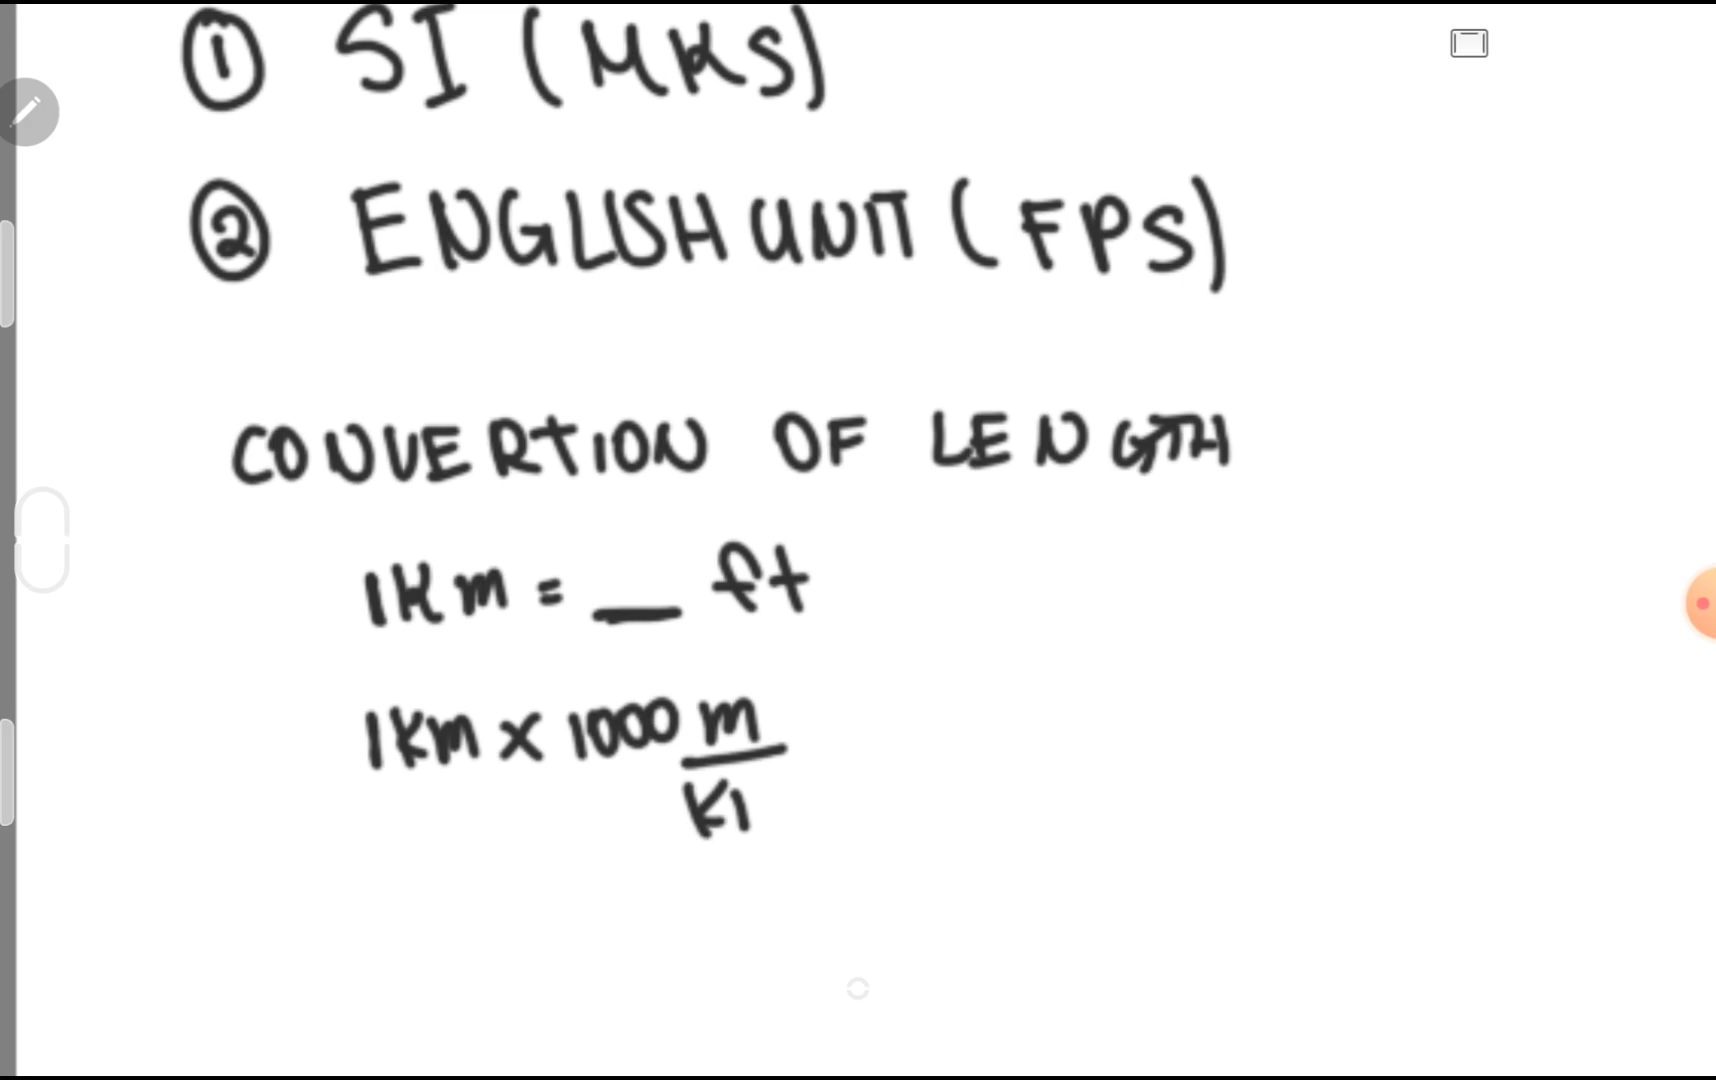 ① SI (MKS)
② ENGLISH UNIT (FPS)
CONVERTION OF LENGTH
1Km = __ ft
1km x 1000 m
K1